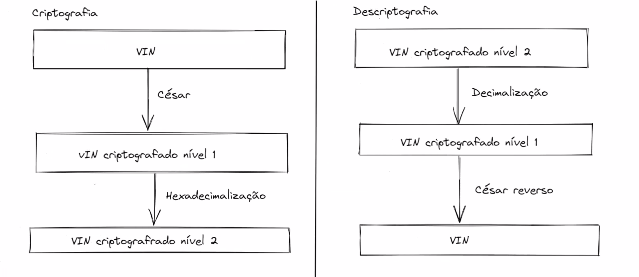 Criptografia
VIN
César
vIN criptografado nível 1
Hexadecimalização
VIN criptografrado nível 2
Descriptografia
VIN criptografado nível 2
Decimalização
VIN criptografado nível 1
César reverso
VIN